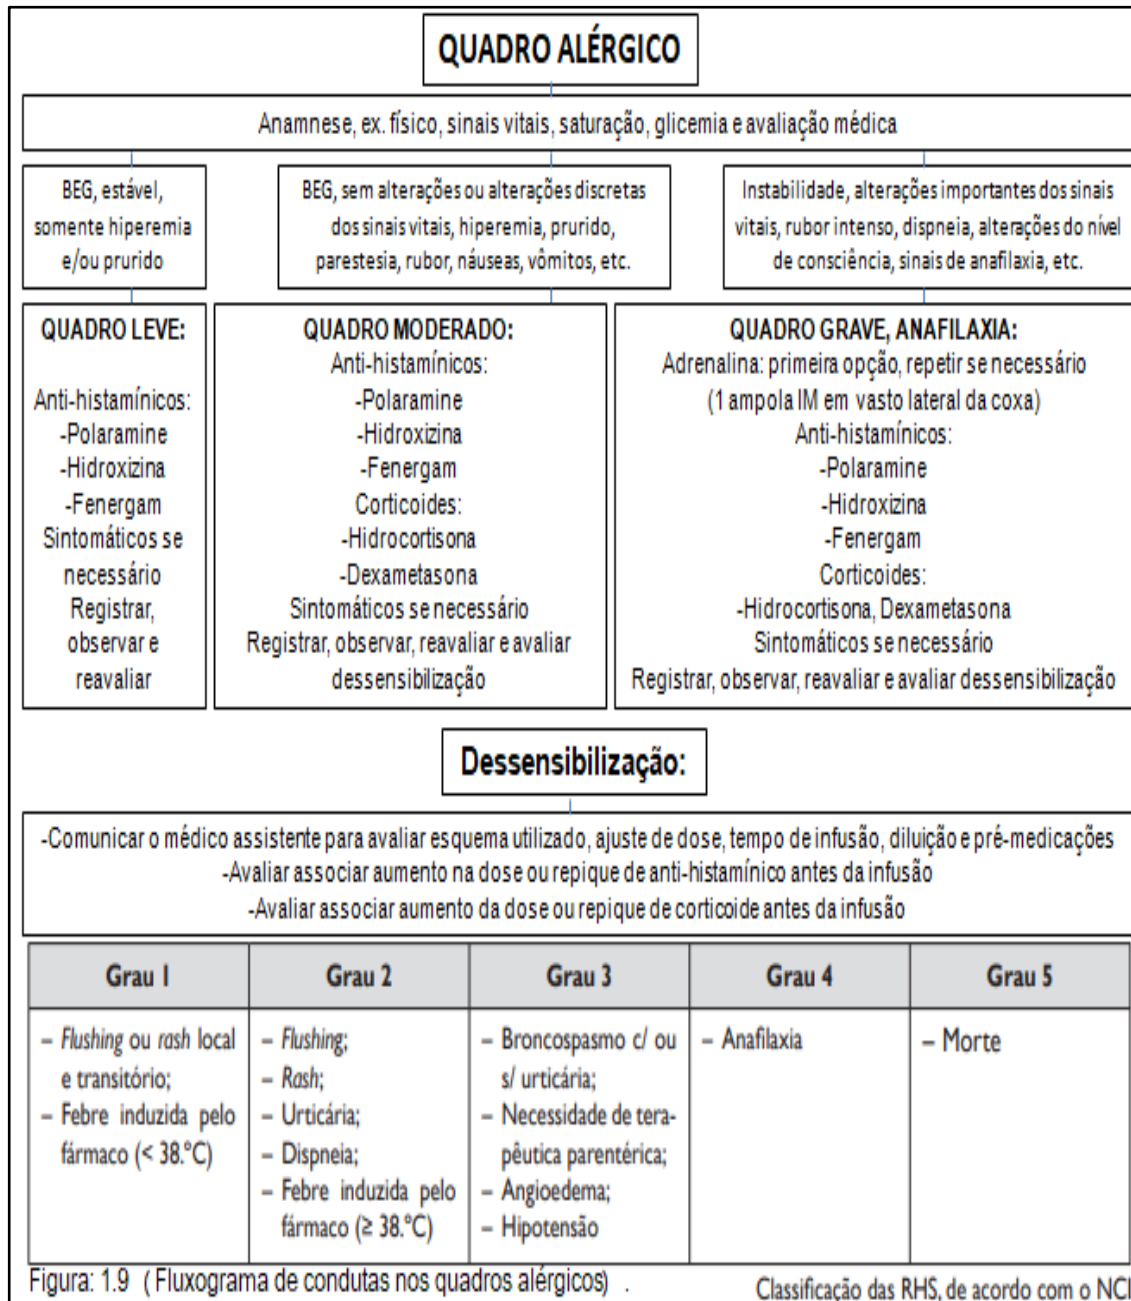 QUADRO ALÉRGICO
Anamnese, ex. físico, sinais vitais, saturação, glicemia e avaliação médica
BEG, estável,
somente hiperemia
e/ou prurido
BEG, sem alterações ou alterações discretas
dos sinais vitais, hiperemia, prurido,
parestesia, rubor, náuseas, vômitos, etc.
Instabilidade, alterações importantes dos sinais
vitais, rubor intenso, dispneia, alterações do nível
de consciência, sinais de anafilaxia, etc.
QUADRO LEVE:
Anti-histamínicos:
-Polaramine
-Hidroxizina
-Fenergam
Sintomáticos se
necessário
Registrar,
observar e
reavaliar
QUADRO MODERADO:
Anti-histamínicos:
-Polaramine
-Hidroxizina
-Fenergam
Corticoides:
-Hidrocortisona
-Dexametasona
Sintomáticos se necessário
Registrar, observar, reavaliar e avaliar
dessensibilização
QUADRO GRAVE, ANAFILAXIA:
Adrenalina: primeira opção, repetir se necessário
(1 ampola IM em vasto lateral da coxa)
Anti-histamínicos:
-Polaramine
-Hidroxizina
-Fenergam
Corticoides:
-Hidrocortisona, Dexametasona
Sintomáticos se necessário
Registrar, observar, reavaliar e avaliar dessensibilização
Dessensibilização:
-Comunicar o médico assistente para avaliar esquema utilizado, ajuste de dose, tempo de infusão, diluição e pré-medicações
-Avaliar associar aumento na dose ou repique de anti-histamínico antes da infusão
-Avaliar associar aumento da dose ou repique de corticoide antes da infusão
Grau 1
– Flushing ou rash local
e transitório;
– Febre induzida pelo
fármaco (< 38.ºC)
Grau 2
– Flushing;
– Rash;
– Urticária;
– Dispneia;
– Febre induzida pelo
fármaco (≥ 38.ºC)
Grau 3
– Broncospasmo c/ ou
s/ urticária;
– Necessidade de tera-
pêutica parentérica;
– Angioedema;
– Hipotensão
Grau 4
– Anafilaxia
Grau 5
– Morte
Figura: 1.9 ( Fluxograma de condutas nos quadros alérgicos) .
Classificação das RHS, de acordo com o NCI